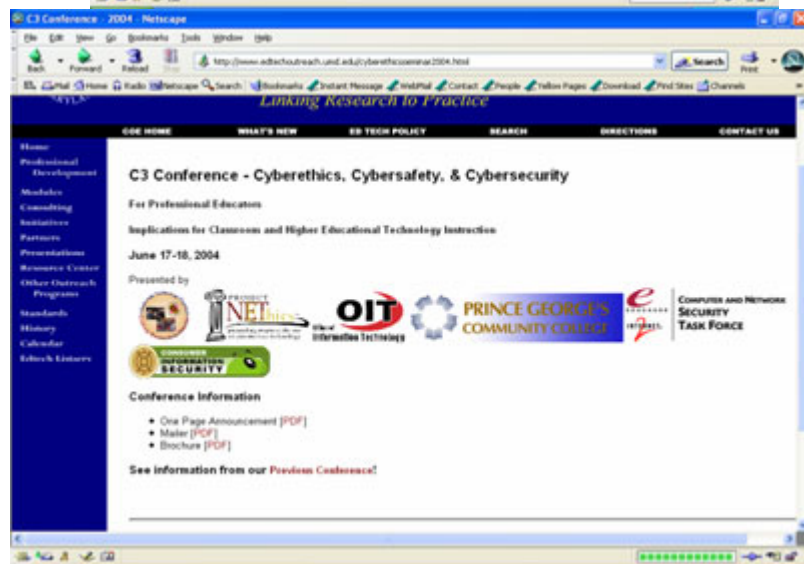 C3 Conference - 2004 - Netscape
File Edit View Go Bookmarks Tools Window Help
Back Forward Reload Stop http://www.edtechoutreach.umd.edu/cyberethicsseminar2004.html Search Print
Mail Home Radio Netscape Search Bookmarks Instant Message WebMail Contact People Yellow Pages Download Find Sites Channels
Linking Research to Practice
COE HOME WHAT'S NEW ED TECH POLICY SEARCH DIRECTIONS CONTACT US
Home
Professional
Development
Modules
Consulting
Initiatives
Partners
Presentations
Resource Center
Other Outreach
Programs
Standards
History
Calendar
Edtech Listserv
C3 Conference - Cyberethics, Cybersafety, & Cybersecurity
For Professional Educators
Implications for Classroom and Higher Educational Technology Instruction
June 17-18, 2004
Presented by
PROJECT
NEThics
OIT
Office of
Information Technology
PRINCE GEORGE'S
COMMUNITY COLLEGE
COMPUTER AND NETWORK
SECURITY
TASK FORCE
CONSUMER
INFORMATION
SECURITY
Conference Information
• One Page Announcement [PDF]
• Mailer [PDF]
• Brochure [PDF]
See information from our Previous Conference!